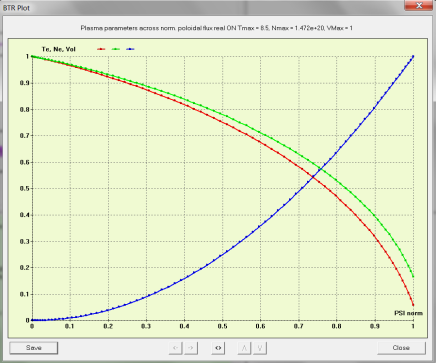 BTR Plot
Plasma parameters across norm. poloidal flux real ON Tmax = 8.5, Nmax = 1.472e+20, VMax = 1
Te, Ne, Vol
1
0.9
0.8
0.7
0.6
0.5
0.4
0.3
0.2
0.1
0
PSI norm
0 0.1 0.2 0.3 0.4 0.5 0.6 0.7 0.8 0.9 1
Save <- -> <> Λ V Close